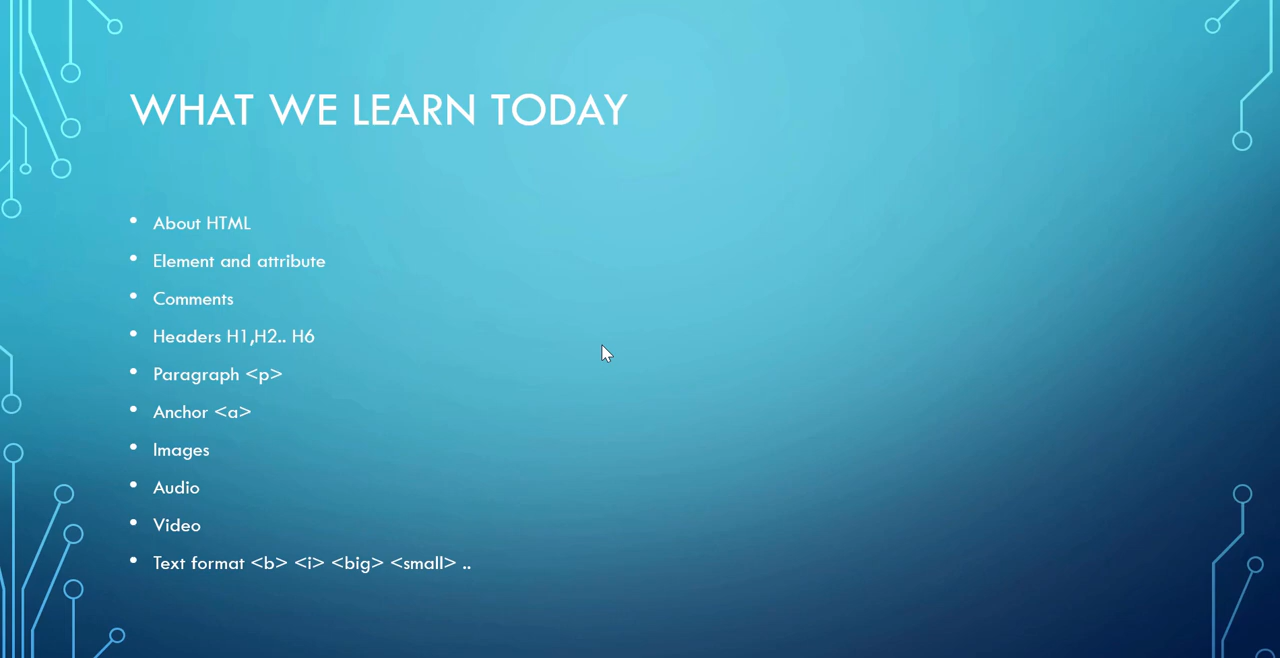 WHAT WE LEARN TODAY
• About HTML
• Element and attribute
• Comments
• Headers H1,H2.. H6
• Paragraph <p>
• Anchor <a>
• Images
• Audio
• Video
• Text format <b> <i> <big> <small> ..